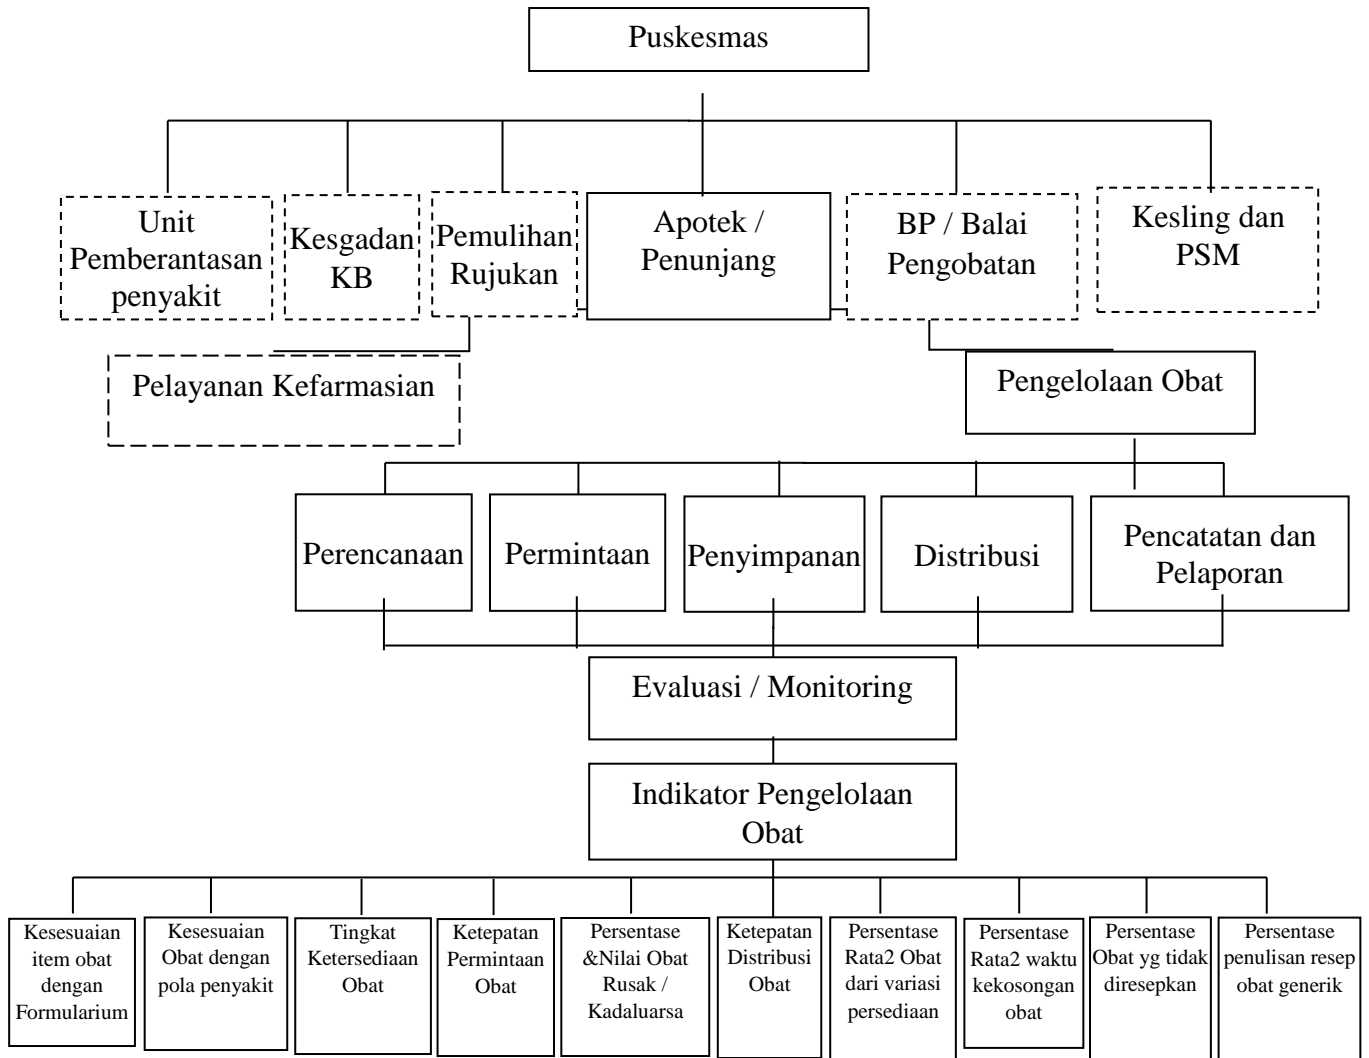 Puskesmas
Unit
Pemberantasan
penyakit
Kesgadan
KB
Pemulihan
Rujukan
Apotek /
Penunjang
BP / Balai
Pengobatan
Kesling dan
PSM
Pelayanan Kefarmasian
Pengelolaan Obat
Perencanaan
Permintaan
Penyimpanan
Distribusi
Pencatatan dan
Pelaporan
Evaluasi / Monitoring
Indikator Pengelolaan
Obat
Kesesuaian
item obat
dengan
Formularium
Kesesuaian
Obat dengan
pola penyakit
Tingkat
Ketersediaan
Obat
Ketepatan
Permintaan
Obat
Persentase
&Nilai Obat
Rusak /
Kadaluarsa
Ketepatan
Distribusi
Obat
Persentase
Rata2 Obat
dari variasi
persediaan
Persentase
Rata2 waktu
kekosongan
obat
Persentase
Obat yg tidak
diresepkan
Persentase
penulisan resep
obat generik